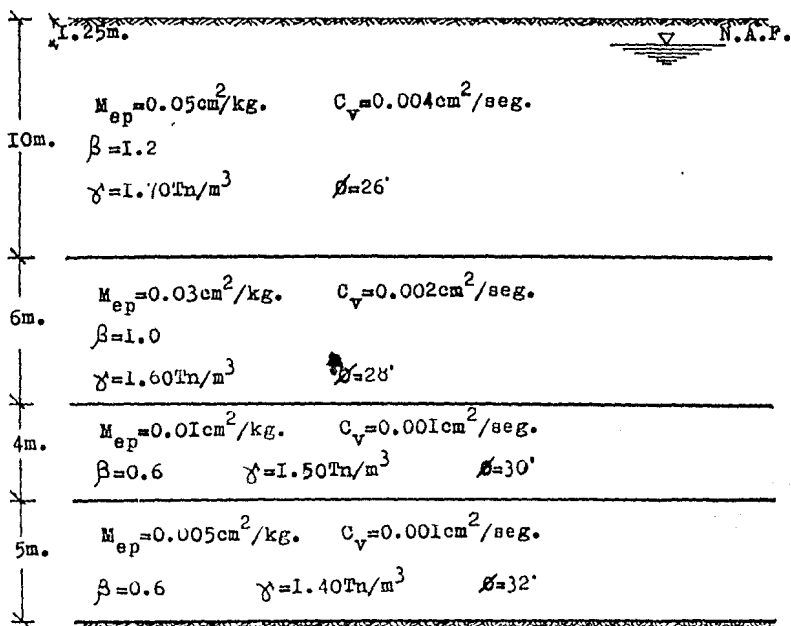 I.25m. N.A.F.
Mep=0.05cm²/kg. Cv=0.004cm²/seg.
10m.
β=I.2
γ=I.70Tn/m³ Ø=26°
Mep=0.03cm²/kg. Cv=0.002cm²/seg.
6m.
β=I.0
γ=I.60Tn/m³ Ø=28°
Mep=0.0Icm²/kg. Cv=0.00Icm²/seg.
4m.
β=0.6 γ=I.50Tn/m³ Ø=30°
Mep=0.005cm²/kg. Cv=0.00Icm²/seg.
5m.
β=0.6 γ=I.40Tn/m³ Ø=32°